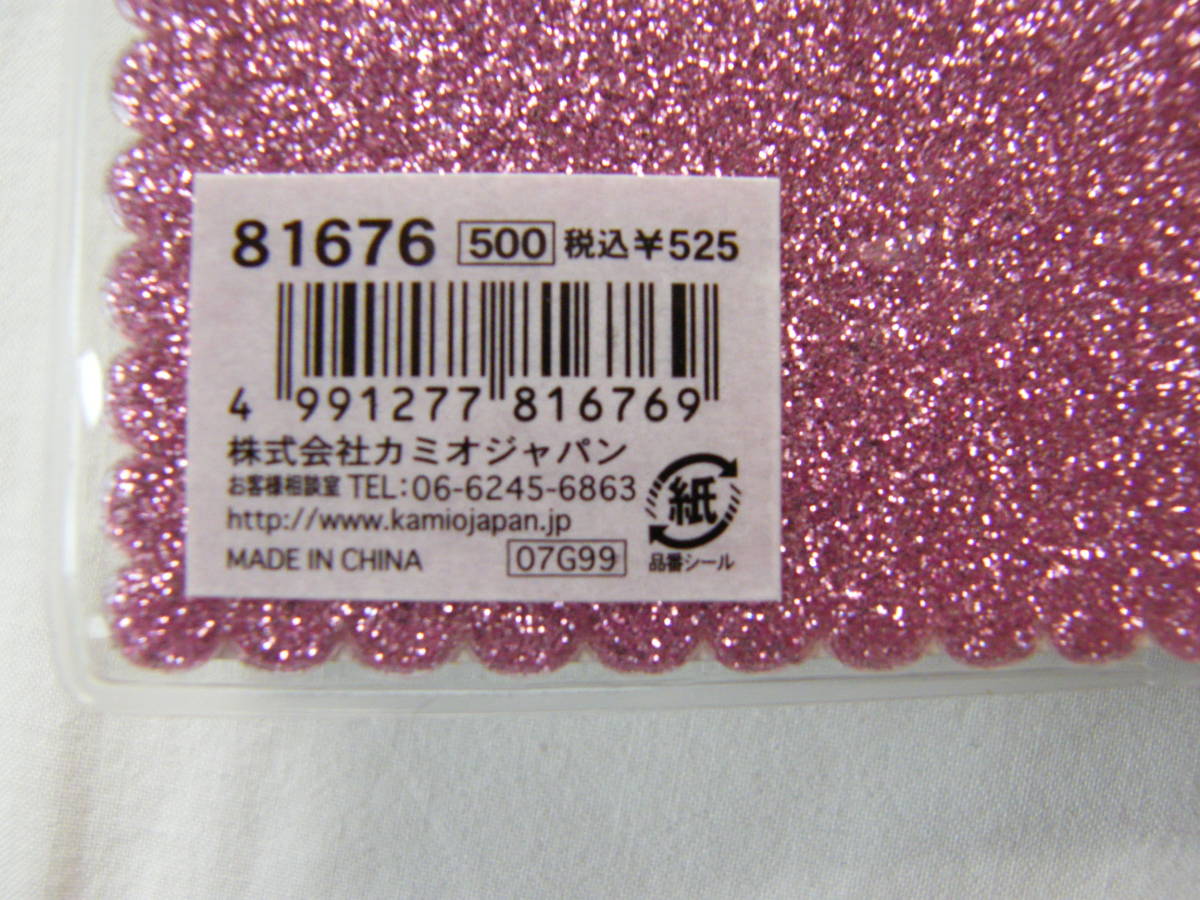 81676 500 税込¥525
4 991277 816769
株式会社カミオジャパン
お客様相談室 TEL:06-6245-6863
http://www.kamiojapan.jp
MADE IN CHINA 07G99
紙
品番シール